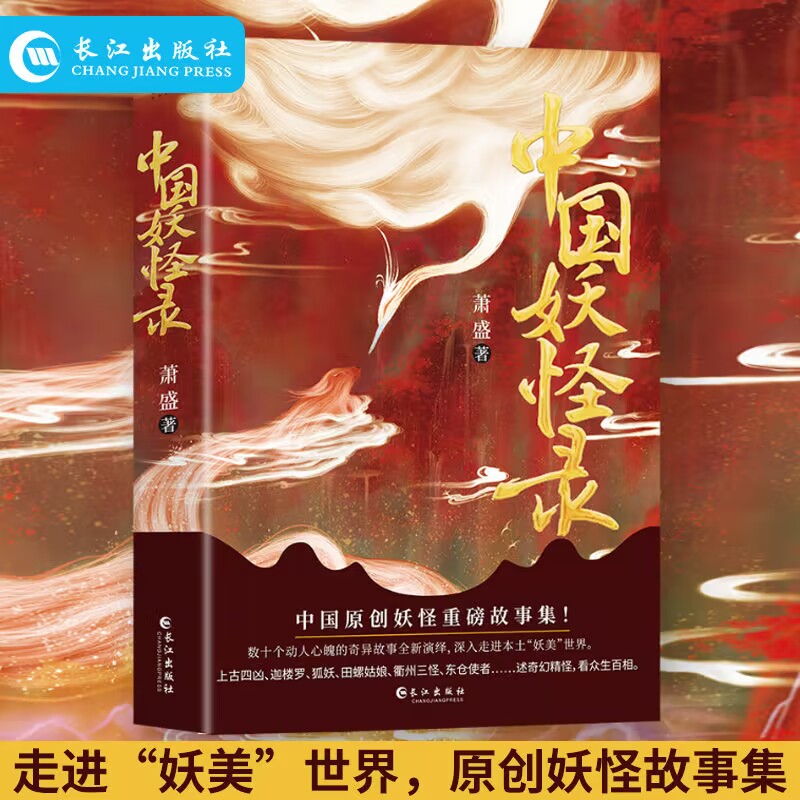 长江出版社
CHANG JIANG PRESS
中国妖怪录
萧盛 著
长江出版社
中国妖怪录
萧盛 著
中国原创妖怪重磅故事集！
数十个动人心魄的奇异故事全新演绎，深入走进本土“妖美”世界。
上古四凶、迦楼罗、狐妖、田螺姑娘、衢州三怪、东仓使者……述奇幻精怪，看众生百相。
长江出版社
CHANGJIANGPRESS
走进“妖美”世界，原创妖怪故事集